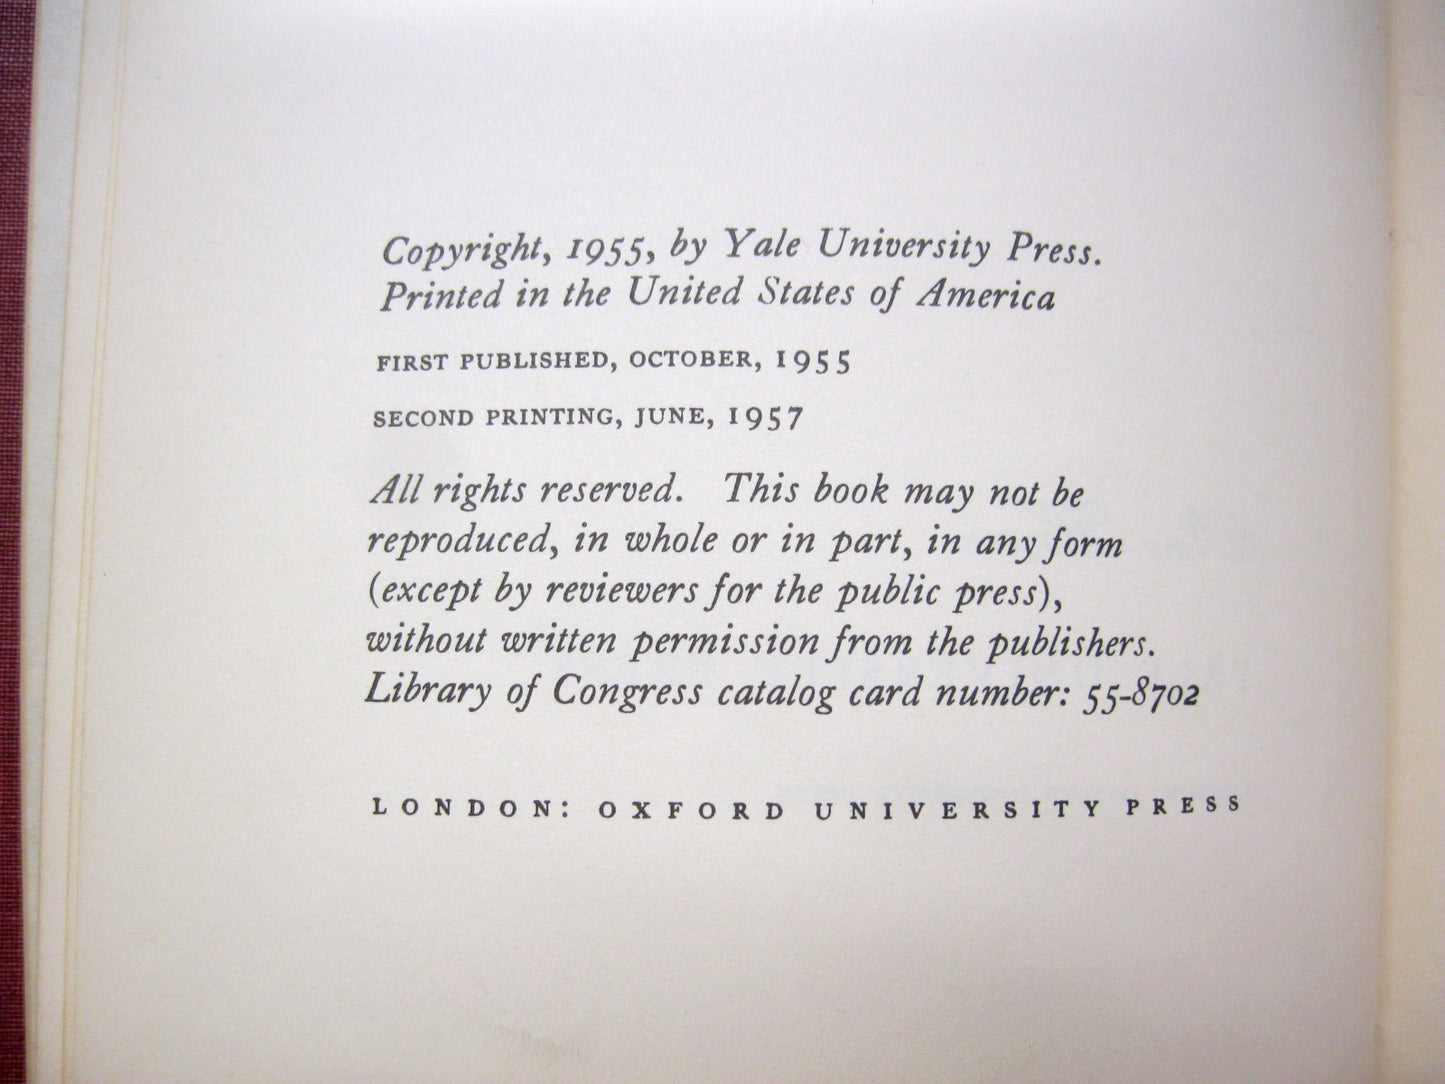 Copyright, 1955, by Yale University Press.
Printed in the United States of America
FIRST PUBLISHED, OCTOBER, 1955
SECOND PRINTING, JUNE, 1957
All rights reserved. This book may not be
reproduced, in whole or in part, in any form
(except by reviewers for the public press),
without written permission from the publishers.
Library of Congress catalog card number: 55-8702
LONDON: OXFORD UNIVERSITY PRESS